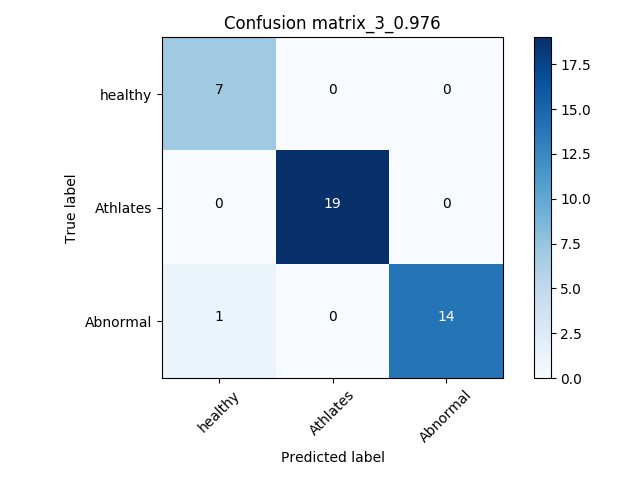 Confusion matrix_3_0.976
True label
healthy
7 0 0
Athlates
0 19 0
Abnormal
1 0 14
healthy
Athlates
Abnormal
Predicted label
17.5
15.0
12.5
10.0
7.5
5.0
2.5
0.0